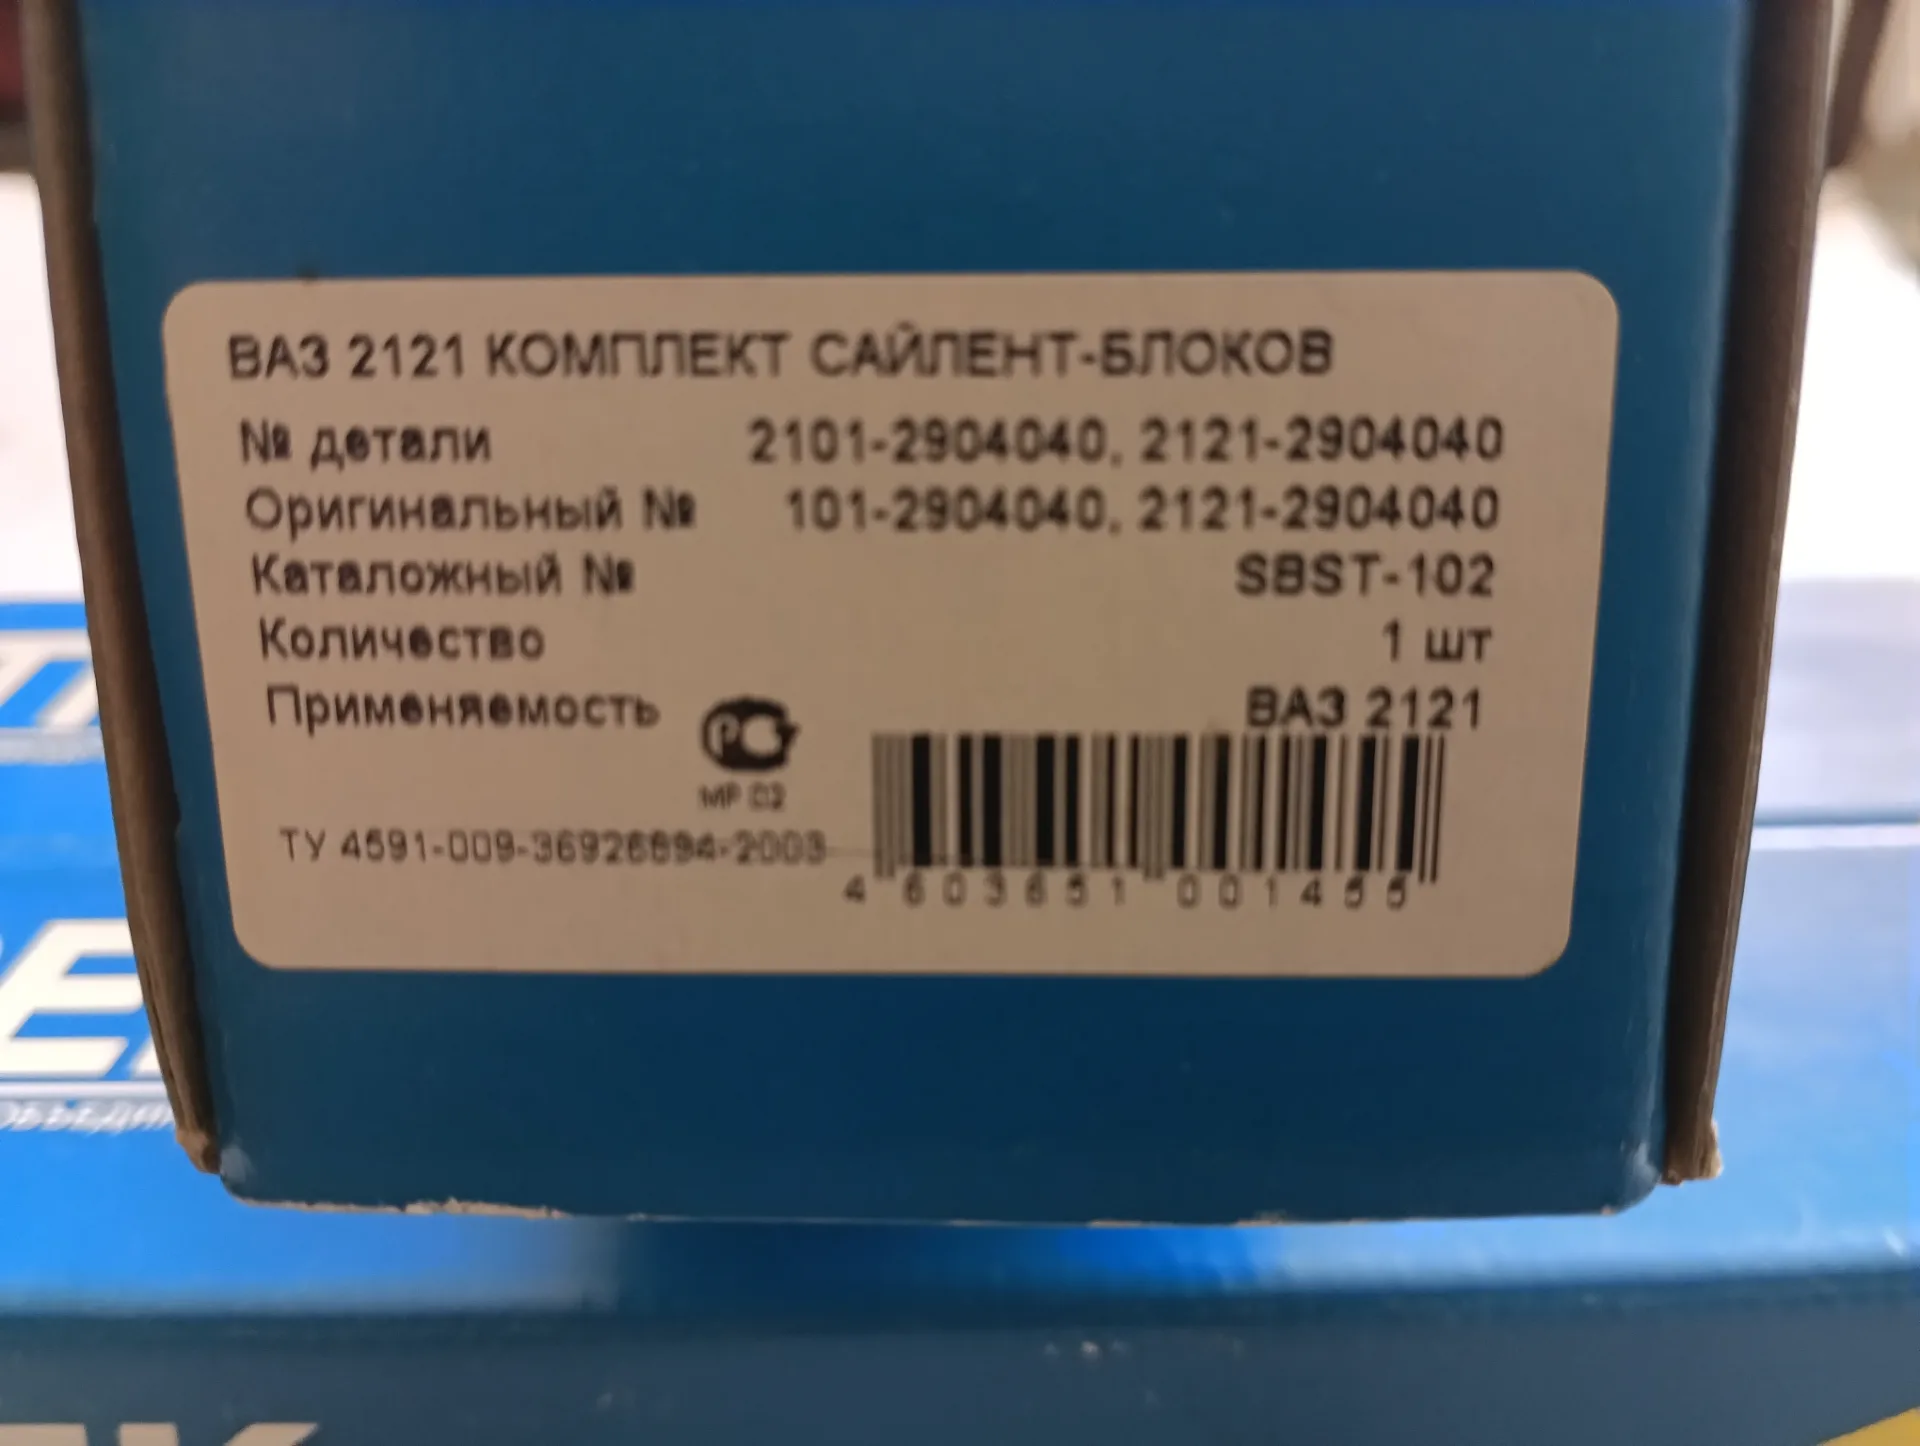 ВАЗ 2121 КОМПЛЕКТ САЙЛЕНТ-БЛОКОВ
№ детали 2101-2904040, 2121-2904040
Оригинальный № 101-2904040, 2121-2904040
Каталожный № SBST-102
Количество 1 шт
Применяемость ВАЗ 2121
РС
МР 02
ТУ 4591-009-36926694-2003
4 603651 001455